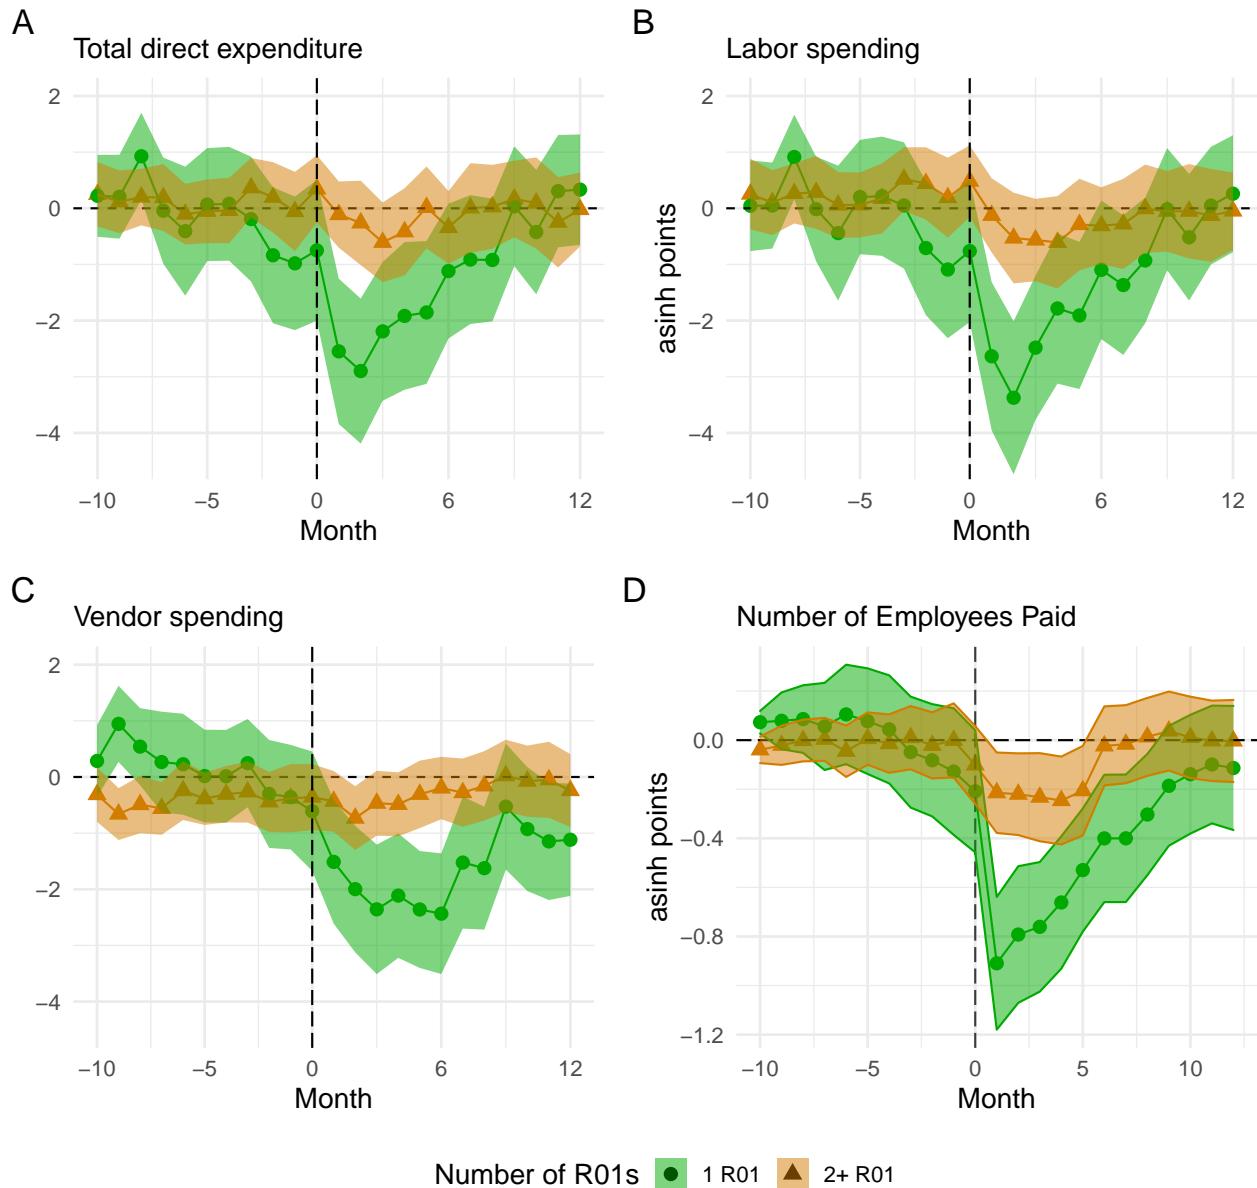 A
Total direct expenditure
2
0
−2
−4
−10
−5
0
6
12
Month
B
Labor spending
asinh points
2
0
−2
−4
−10
−5
0
6
12
Month
C
Vendor spending
2
0
−2
−4
−10
−5
0
6
12
Month
D
Number of Employees Paid
asinh points
0.0
−0.4
−0.8
−1.2
−10
−5
0
5
10
Month
Number of R01s 1 R01 2+ R01